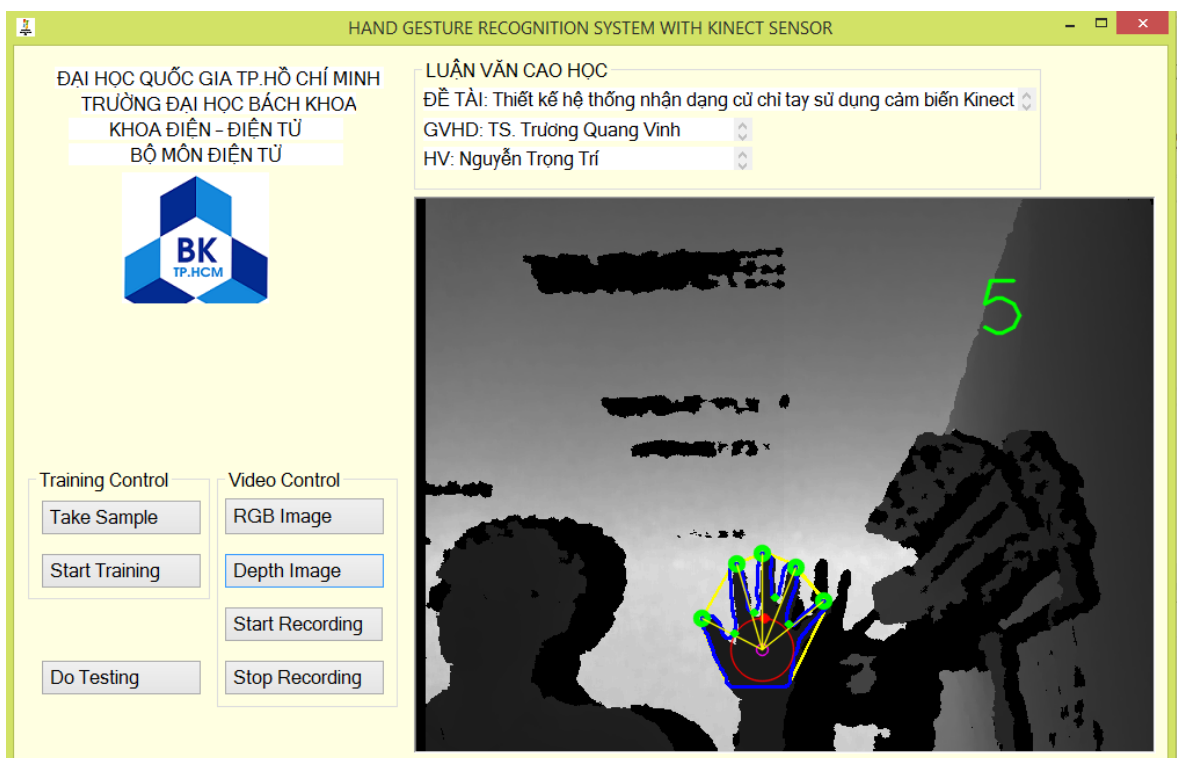 HAND GESTURE RECOGNITION SYSTEM WITH KINECT SENSOR
ĐẠI HỌC QUỐC GIA TP.HỒ CHÍ MINH
TRƯỜNG ĐẠI HỌC BÁCH KHOA
KHOA ĐIỆN – ĐIỆN TỬ
BỘ MÔN ĐIỆN TỬ
BK
TP.HCM
LUẬN VĂN CAO HỌC
ĐỀ TÀI: Thiết kế hệ thống nhận dạng cử chỉ tay sử dụng cảm biến Kinect
GVHD: TS. Trương Quang Vinh
HV: Nguyễn Trọng Trí
5
Training Control
Take Sample
Start Training
Do Testing
Video Control
RGB Image
Depth Image
Start Recording
Stop Recording